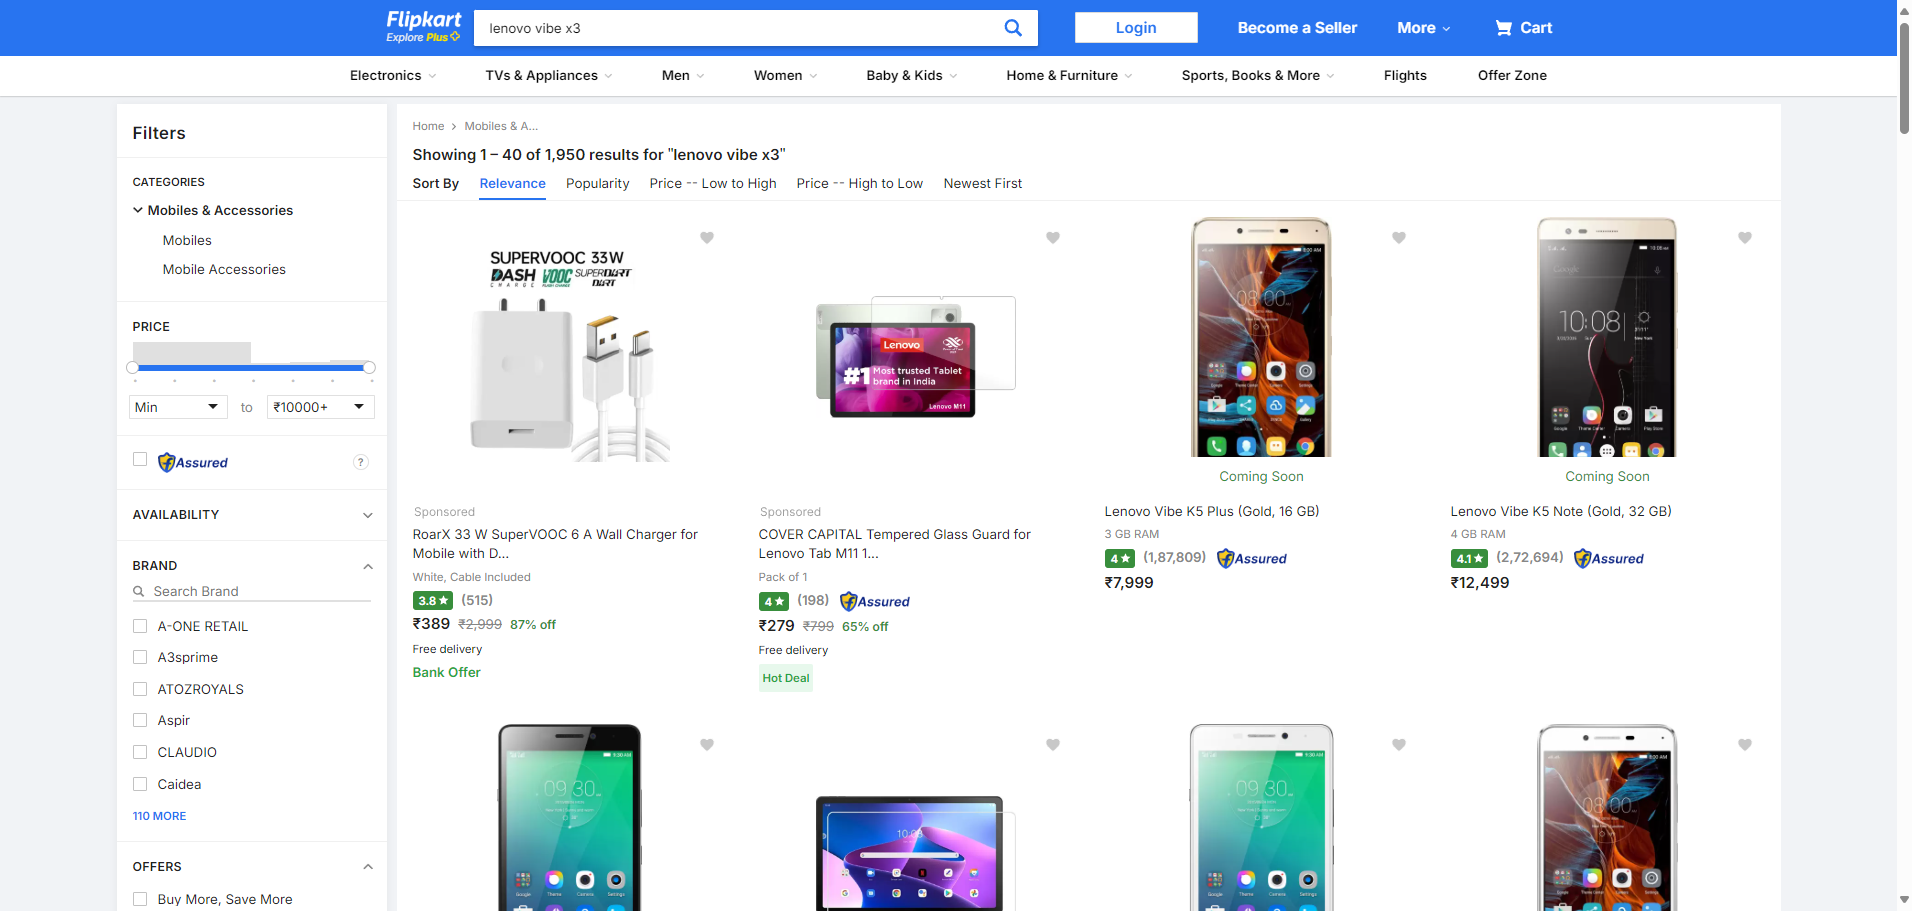 Flipkart
Explore Plus
lenovo vibe x3
Login
Become a Seller
More
Cart
Electronics
TVs & Appliances
Men
Women
Baby & Kids
Home & Furniture
Sports, Books & More
Flights
Offer Zone
Filters
CATEGORIES
Mobiles & Accessories
Mobiles
Mobile Accessories
PRICE
Min
to
₹10000+
Assured
?
AVAILABILITY
BRAND
Search Brand
A-ONE RETAIL
A3sprime
ATOZROYALS
Aspir
CLAUDIO
Caidea
110 MORE
OFFERS
Buy More, Save More
Home
Mobiles & A...
Showing 1 – 40 of 1,950 results for "lenovo vibe x3"
Sort By
Relevance
Popularity
Price -- Low to High
Price -- High to Low
Newest First
SUPERVOOC 33W
DASH VOOC SUPERDART
CHARGE FLASH CHARGE DART
Sponsored
RoarX 33 W SuperVOOC 6 A Wall Charger for
Mobile with D...
White, Cable Included
3.8★ (515)
₹389 ₹2,999 87% off
Free delivery
Bank Offer
Lenovo
#1 Most trusted Tablet
brand in India
Lenovo M11
Sponsored
COVER CAPITAL Tempered Glass Guard for
Lenovo Tab M11 1...
Pack of 1
4★ (198) Assured
₹279 ₹799 65% off
Free delivery
Hot Deal
08:00
Coming Soon
Lenovo Vibe K5 Plus (Gold, 16 GB)
3 GB RAM
4★ (1,87,809) Assured
₹7,999
Google
10:08
Coming Soon
Lenovo Vibe K5 Note (Gold, 32 GB)
4 GB RAM
4.1★ (2,72,694) Assured
₹12,499
09:30
10:08
09:30
08:00